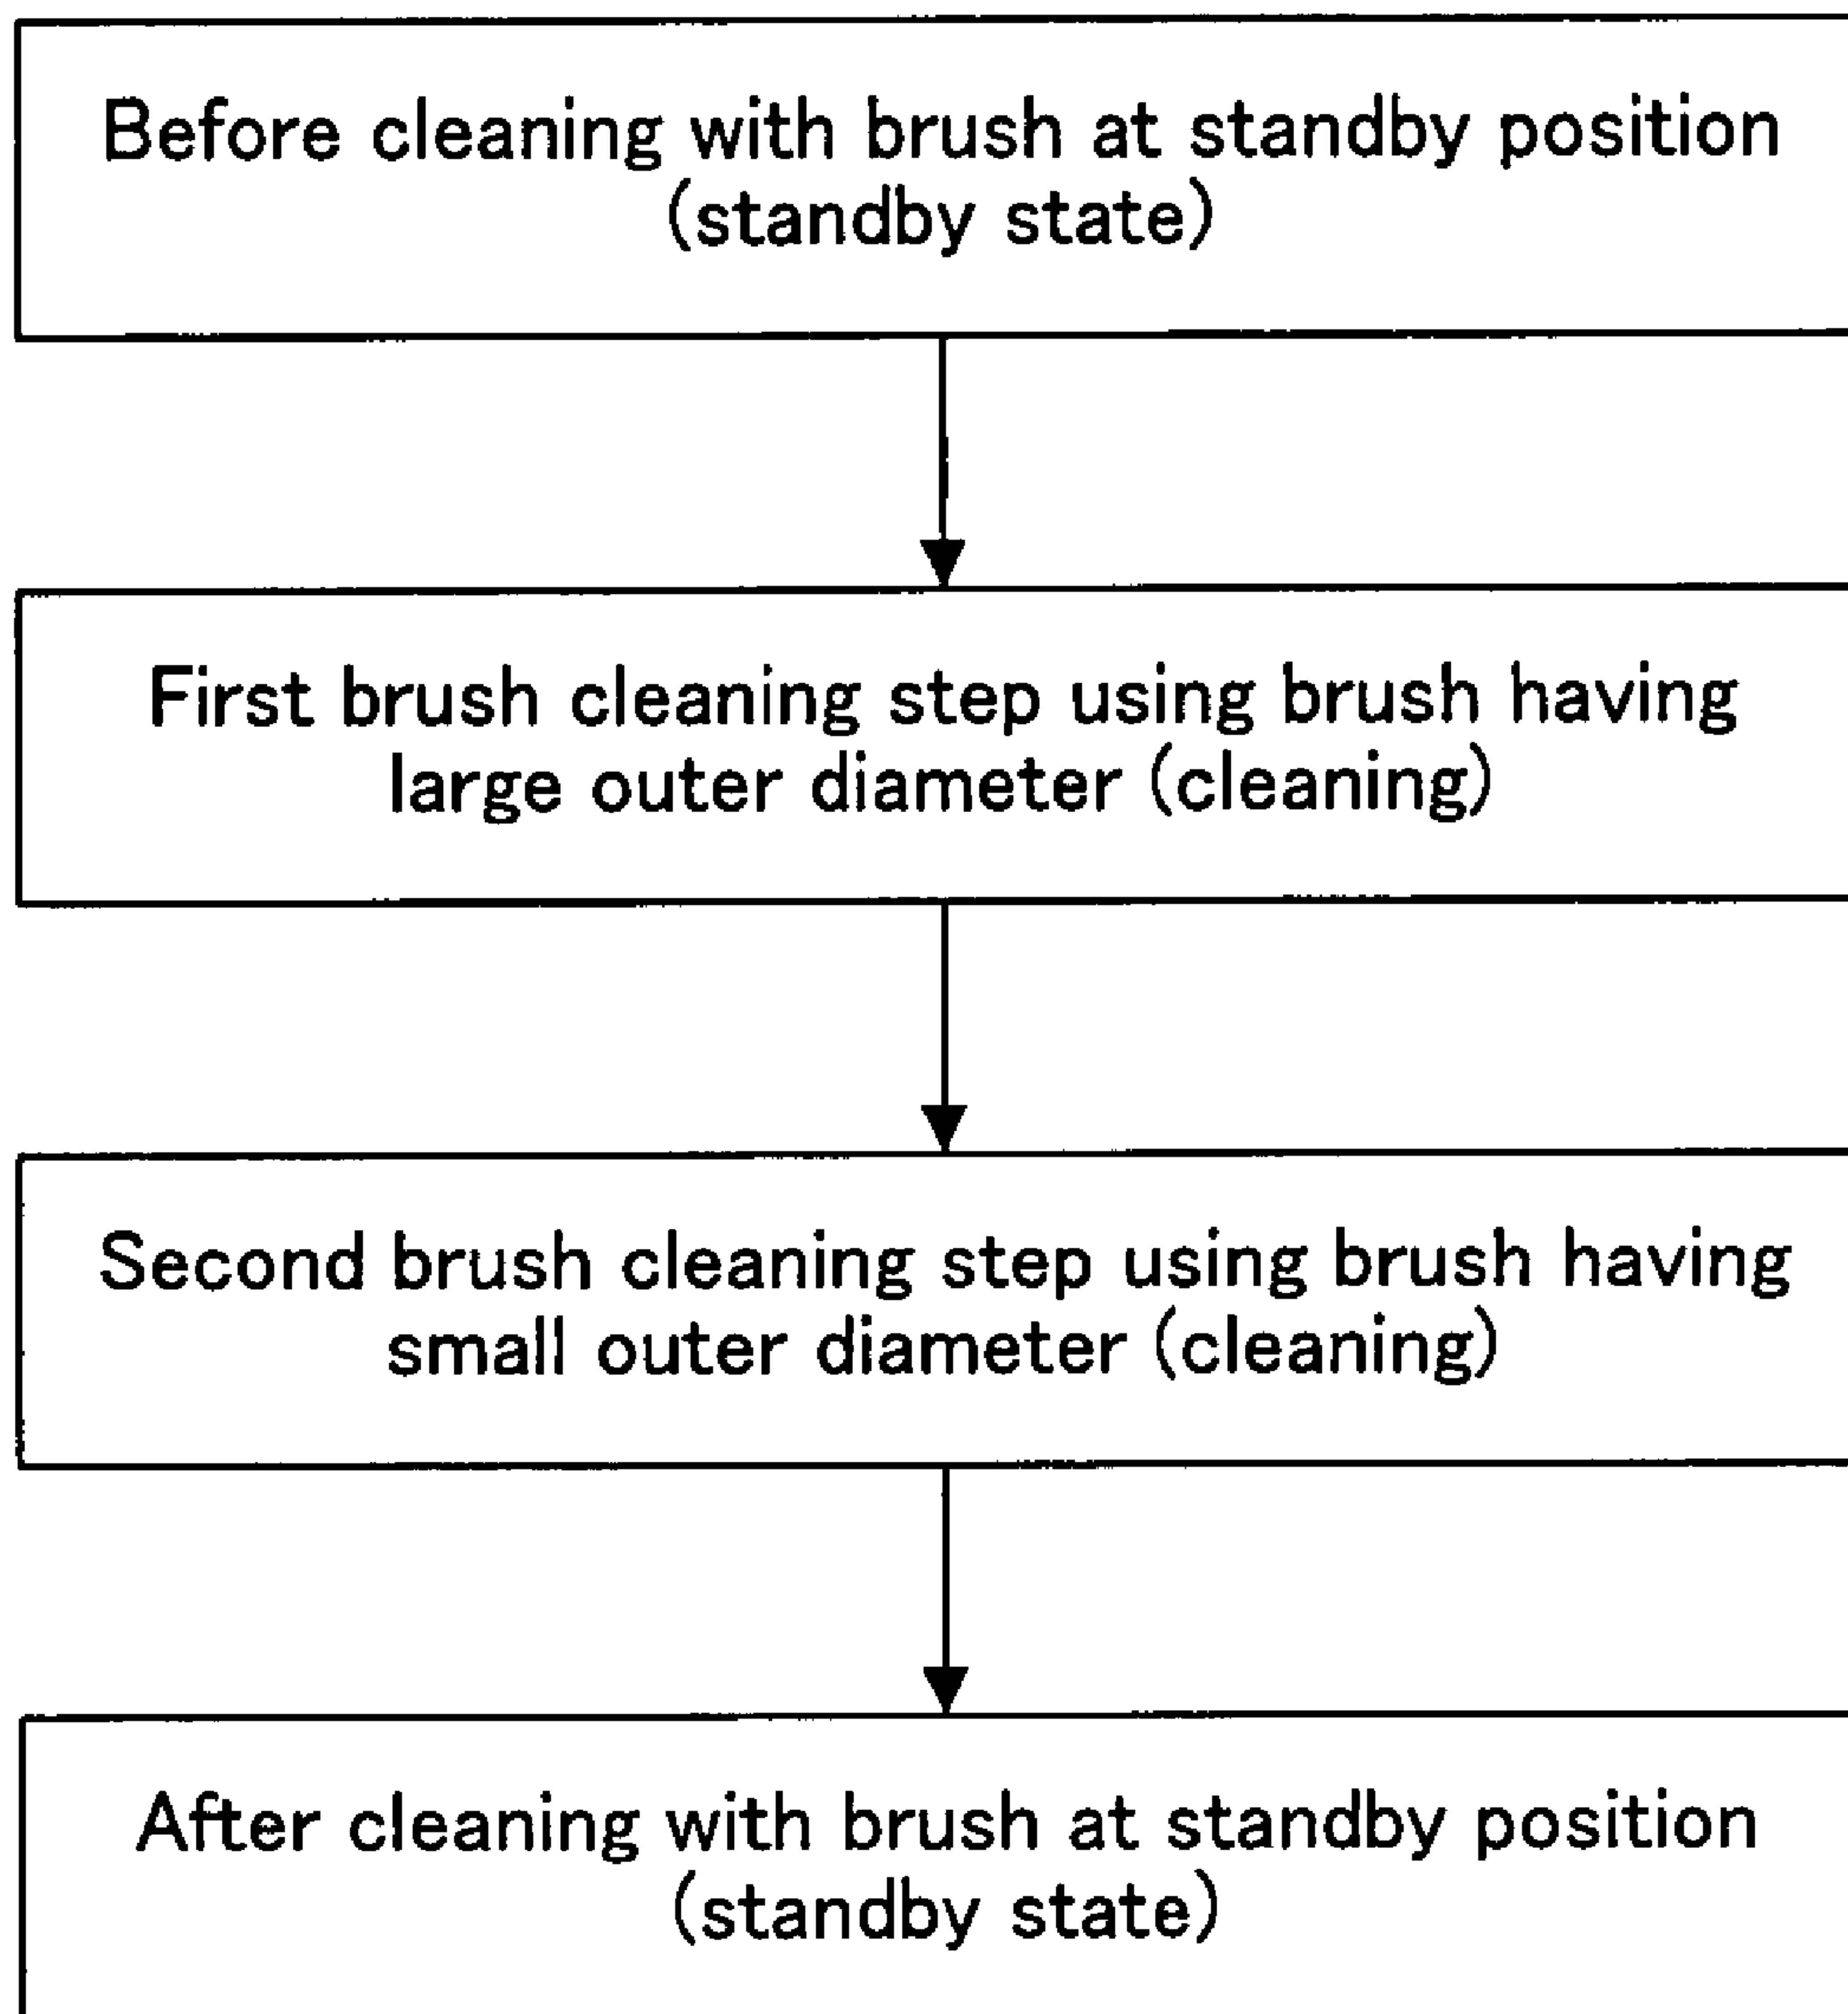 Before cleaning with brush at standby position
(standby state)
First brush cleaning step using brush having
large outer diameter (cleaning)
Second brush cleaning step using brush having
small outer diameter (cleaning)
After cleaning with brush at standby position
(standby state)